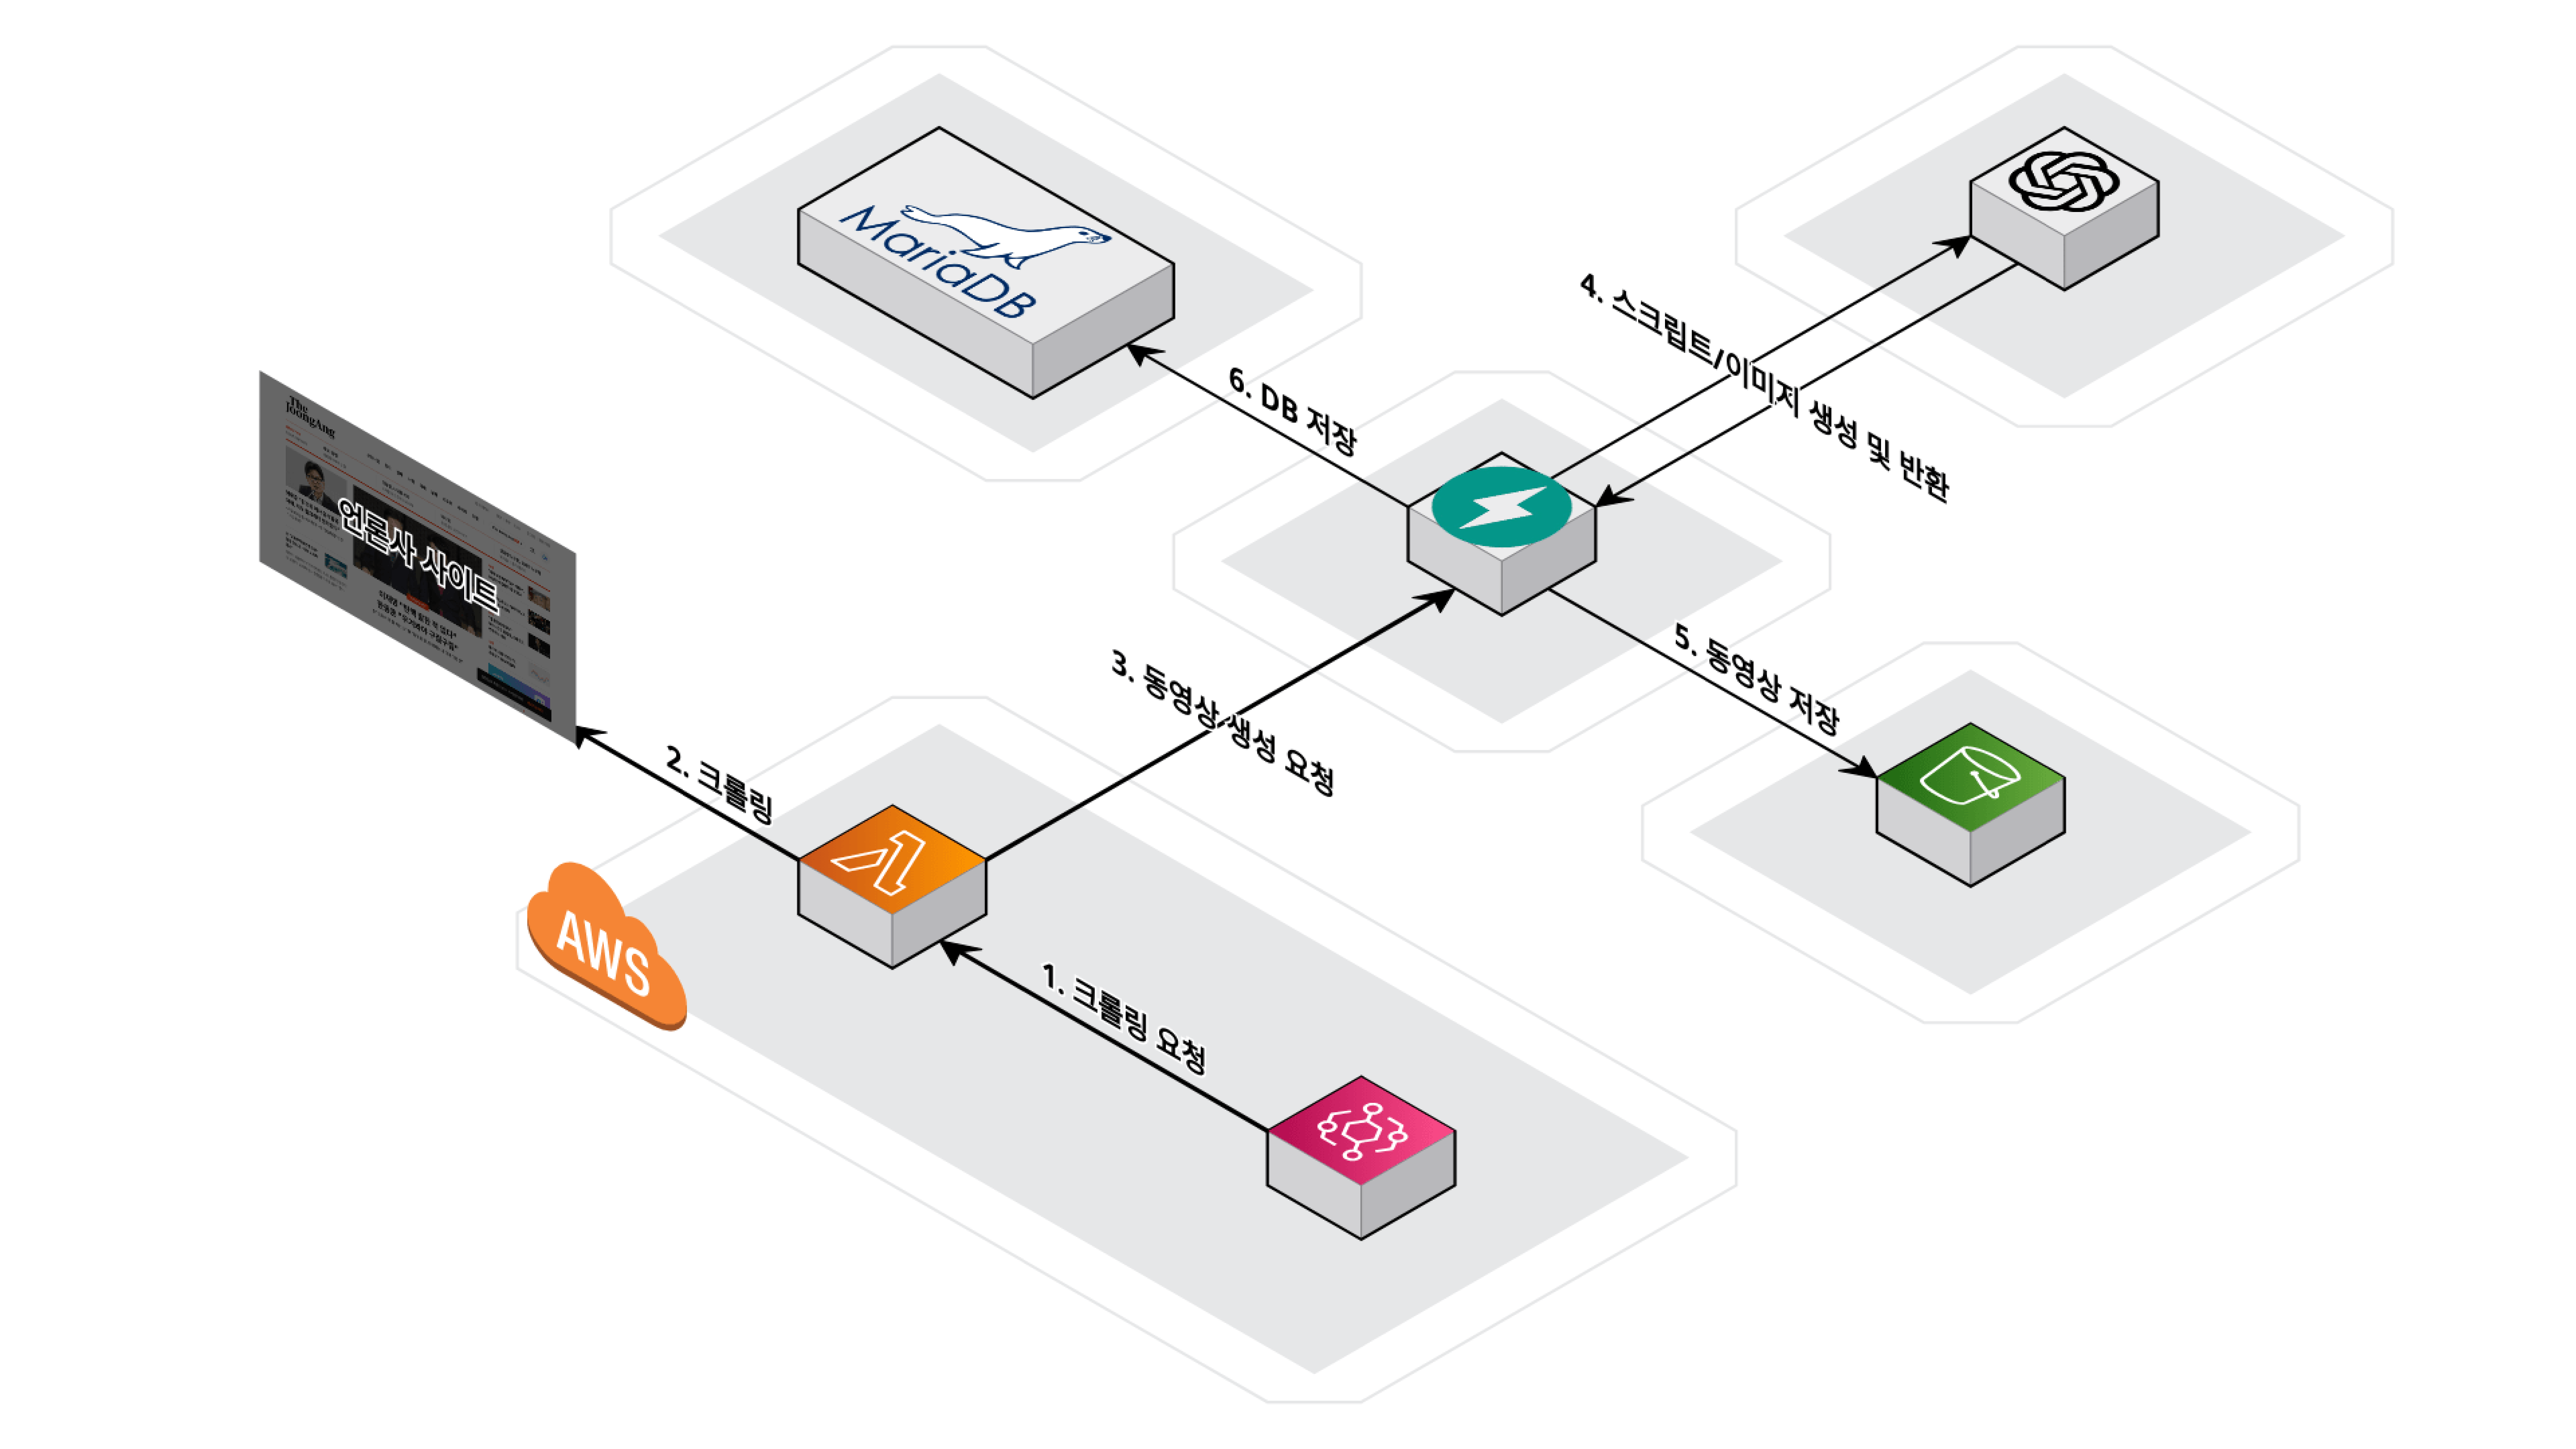 MariaDB
4. 스크립트/이미지 생성 및 반환
6. DB 저장
The
JoongAng
언론사 사이트
3. 동영상 생성 요청
5. 동영상 저장
2. 크롤링
AWS
1. 크롤링 요청